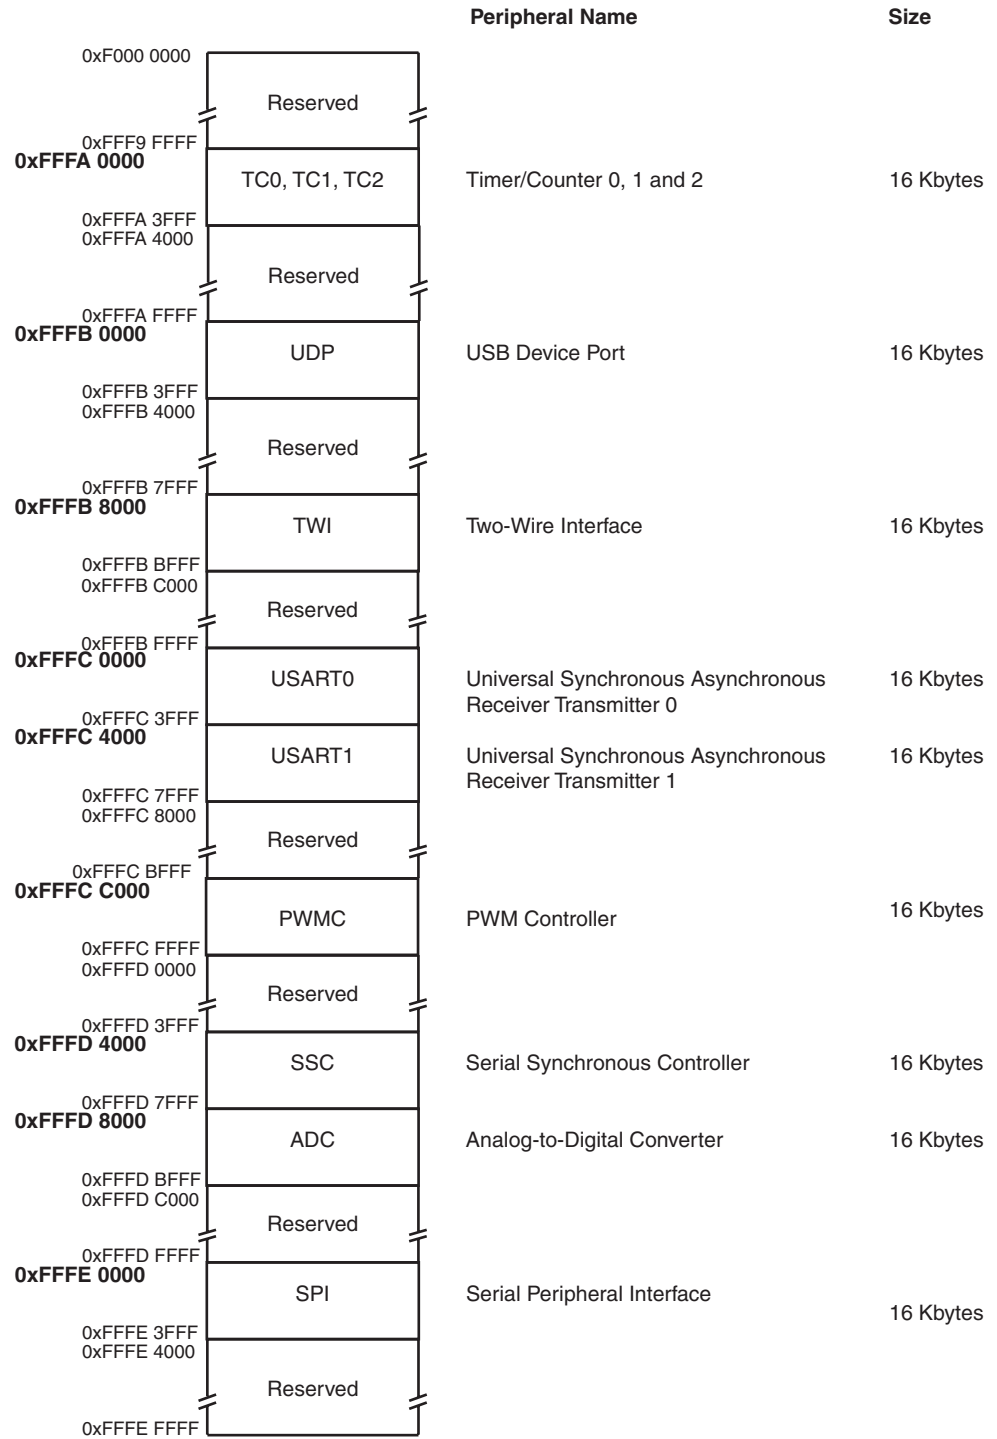 Peripheral Name Size
0xF000 0000
Reserved
0xFFF9 FFFF
0xFFFA 0000
TC0, TC1, TC2 Timer/Counter 0, 1 and 2 16 Kbytes
0xFFFA 3FFF
0xFFFA 4000
Reserved
0xFFFA FFFF
0xFFFB 0000
UDP USB Device Port 16 Kbytes
0xFFFB 3FFF
0xFFFB 4000
Reserved
0xFFFB 7FFF
0xFFFB 8000
TWI Two-Wire Interface 16 Kbytes
0xFFFB BFFF
0xFFFB C000
Reserved
0xFFFB FFFF
0xFFFC 0000
USART0 Universal Synchronous Asynchronous 16 Kbytes
Receiver Transmitter 0
0xFFFC 3FFF
0xFFFC 4000
USART1 Universal Synchronous Asynchronous 16 Kbytes
Receiver Transmitter 1
0xFFFC 7FFF
0xFFFC 8000
Reserved
0xFFFC BFFF
0xFFFC C000
PWMC PWM Controller 16 Kbytes
0xFFFC FFFF
0xFFFD 0000
Reserved
0xFFFD 3FFF
0xFFFD 4000
SSC Serial Synchronous Controller 16 Kbytes
0xFFFD 7FFF
0xFFFD 8000
ADC Analog-to-Digital Converter 16 Kbytes
0xFFFD BFFF
0xFFFD C000
Reserved
0xFFFD FFFF
0xFFFE 0000
SPI Serial Peripheral Interface
16 Kbytes
0xFFFE 3FFF
0xFFFE 4000
Reserved
0xFFFE FFFF